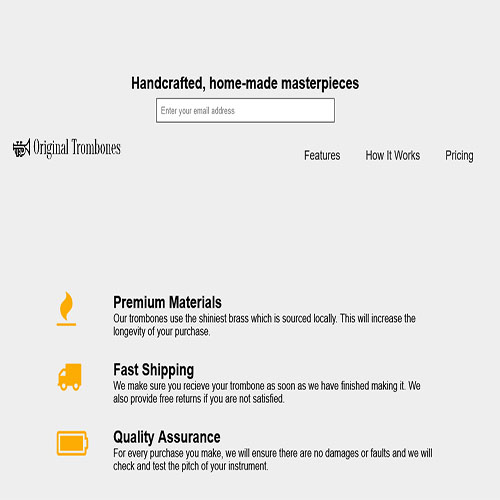 Handcrafted, home-made masterpieces
Enter your email address
Original Trombones
Features How It Works Pricing
Premium Materials
Our trombones use the shiniest brass which is sourced locally. This will increase the
longevity of your purchase.
Fast Shipping
We make sure you recieve your trombone as soon as we have finished making it. We
also provide free returns if you are not satisfied.
Quality Assurance
For every purchase you make, we will ensure there are no damages or faults and we will
check and test the pitch of your instrument.